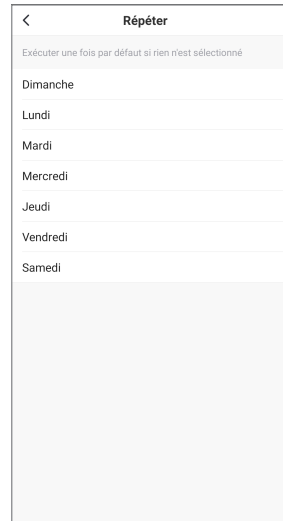 Répéter
Exécuter une fois par défaut si rien n'est sélectionné
Dimanche
Lundi
Mardi
Mercredi
Jeudi
Vendredi
Samedi